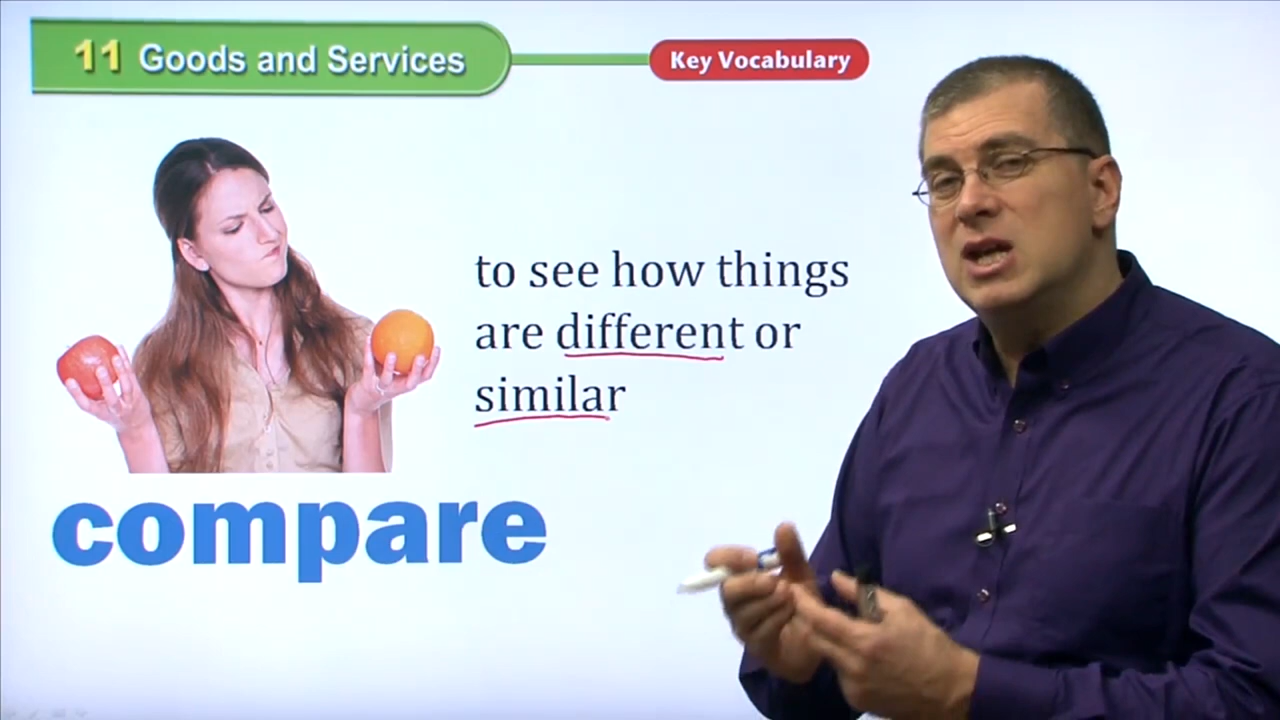 11 Goods and Services
Key Vocabulary
to see how things
are different or
similar
compare